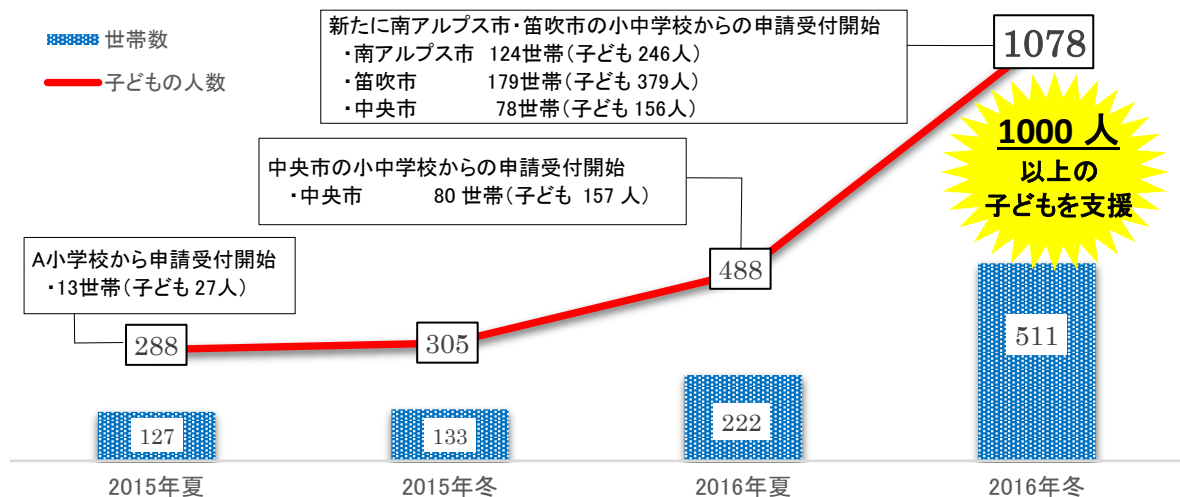 世帯数
子どもの人数
新たに南アルプス市・笛吹市の小中学校からの申請受付開始
・南アルプス市 124世帯(子ども 246人)
・笛吹市 179世帯(子ども 379人)
・中央市 78世帯(子ども 156人)
1078
1000 人
以上の
子どもを支援
中央市の小中学校からの申請受付開始
・中央市 80 世帯(子ども 157 人)
A小学校から申請受付開始
・13世帯(子ども 27人)
288
305
488
127
133
222
511
2015年夏
2015年冬
2016年夏
2016年冬